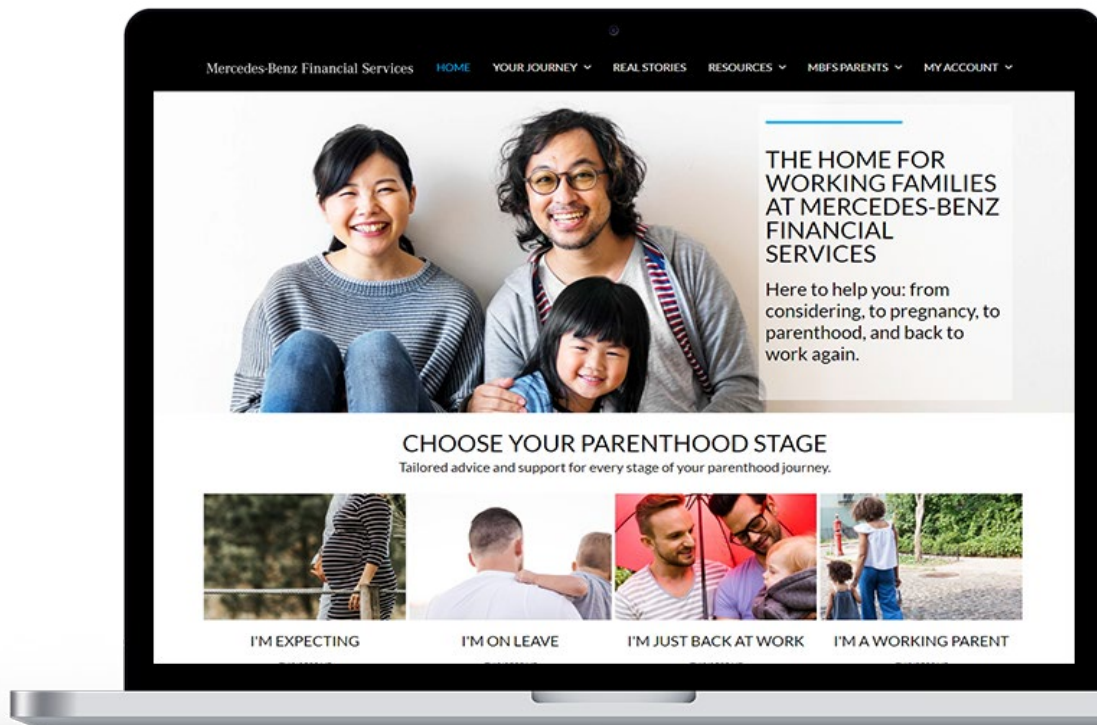 Mercedes-Benz Financial Services HOME YOUR JOURNEY REAL STORIES RESOURCES MBFS PARENTS MY ACCOUNT
THE HOME FOR
WORKING FAMILIES
AT MERCEDES-BENZ
FINANCIAL
SERVICES
Here to help you: from
considering, to pregnancy, to
parenthood, and back to
work again.
CHOOSE YOUR PARENTHOOD STAGE
Tailored advice and support for every stage of your parenthood journey.
I'M EXPECTING I'M ON LEAVE I'M JUST BACK AT WORK I'M A WORKING PARENT